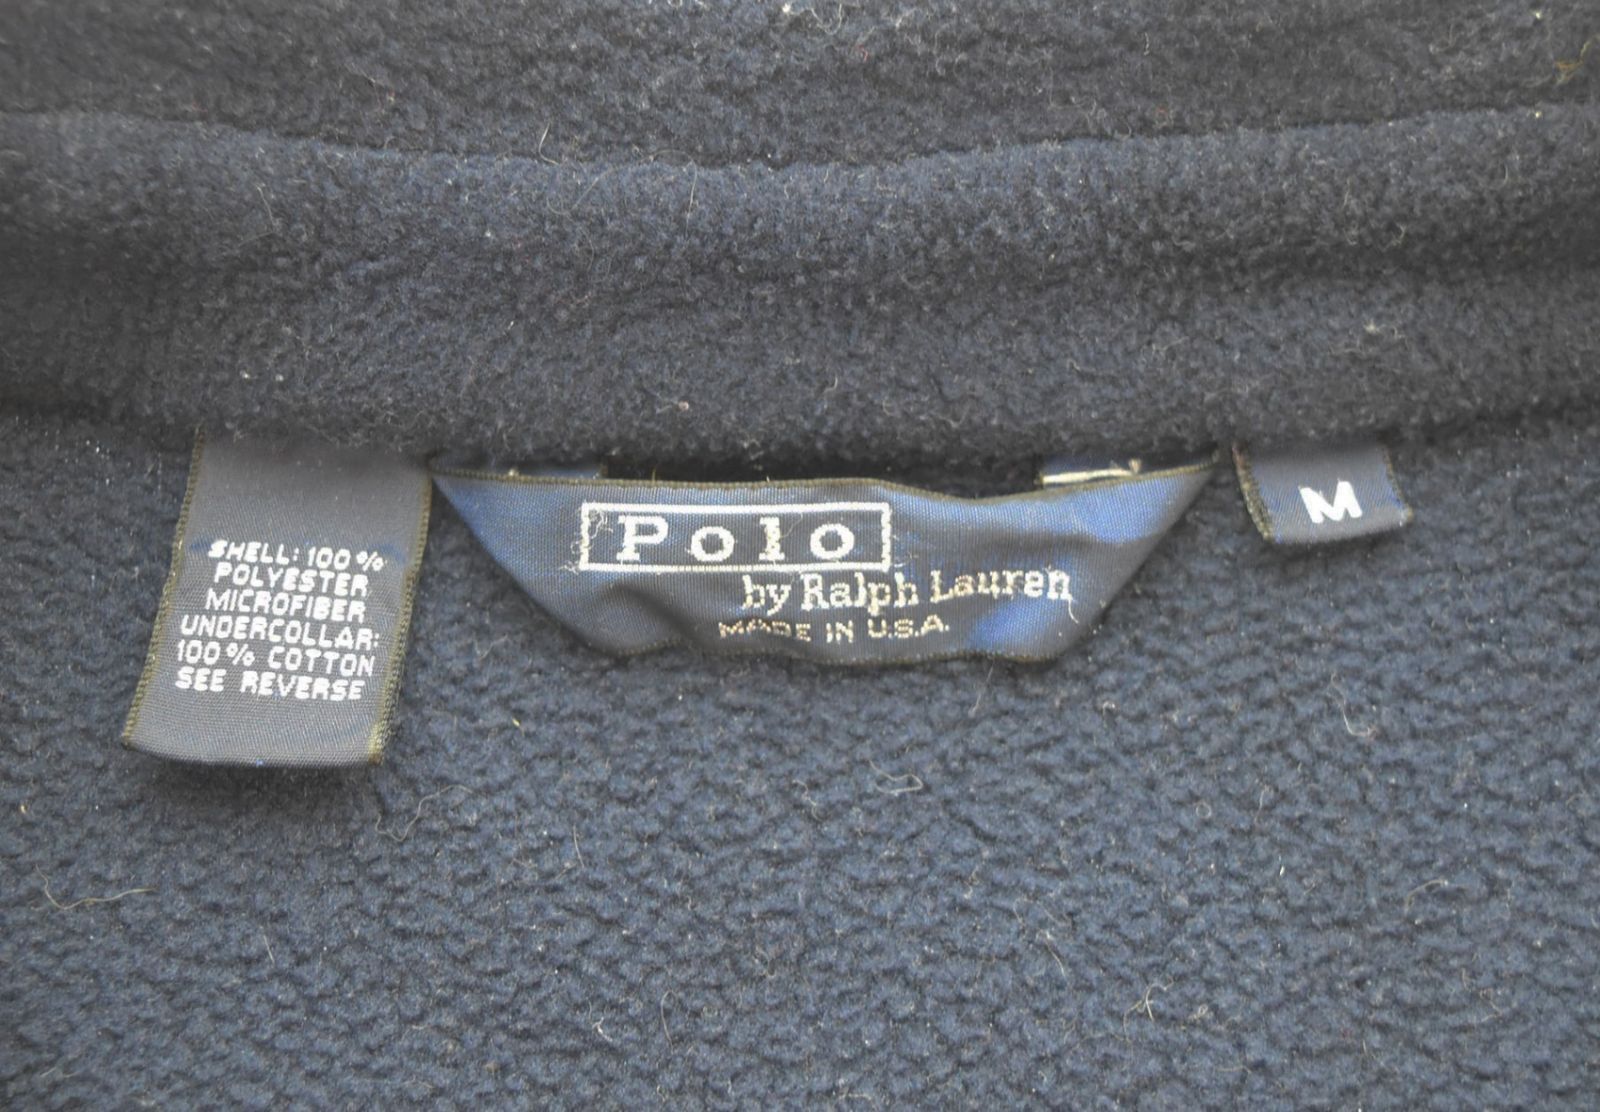 SHELL: 100%
POLYESTER
MICROFIBER
UNDERCOLLAR:
100% COTTON
SEE REVERSE
Polo
by Ralph Lauren
MADE IN U.S.A.
M